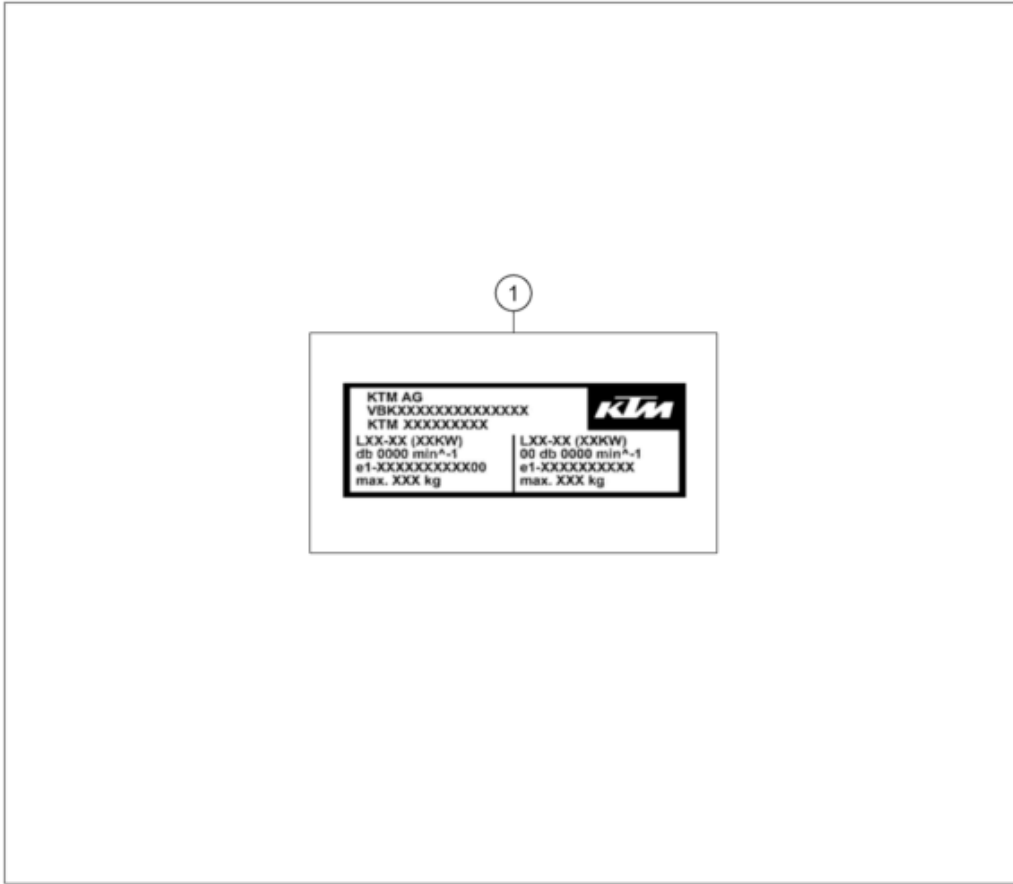 1
KTM AG
VBKXXXXXXXXXXXXXX
KTM XXXXXXXXX
KTM
LXX-XX (XXKW)
db 0000 min^-1
e1-XXXXXXXXXX00
max. XXX kg
LXX-XX (XXKW)
00 db 0000 min^-1
e1-XXXXXXXXXX
max. XXX kg